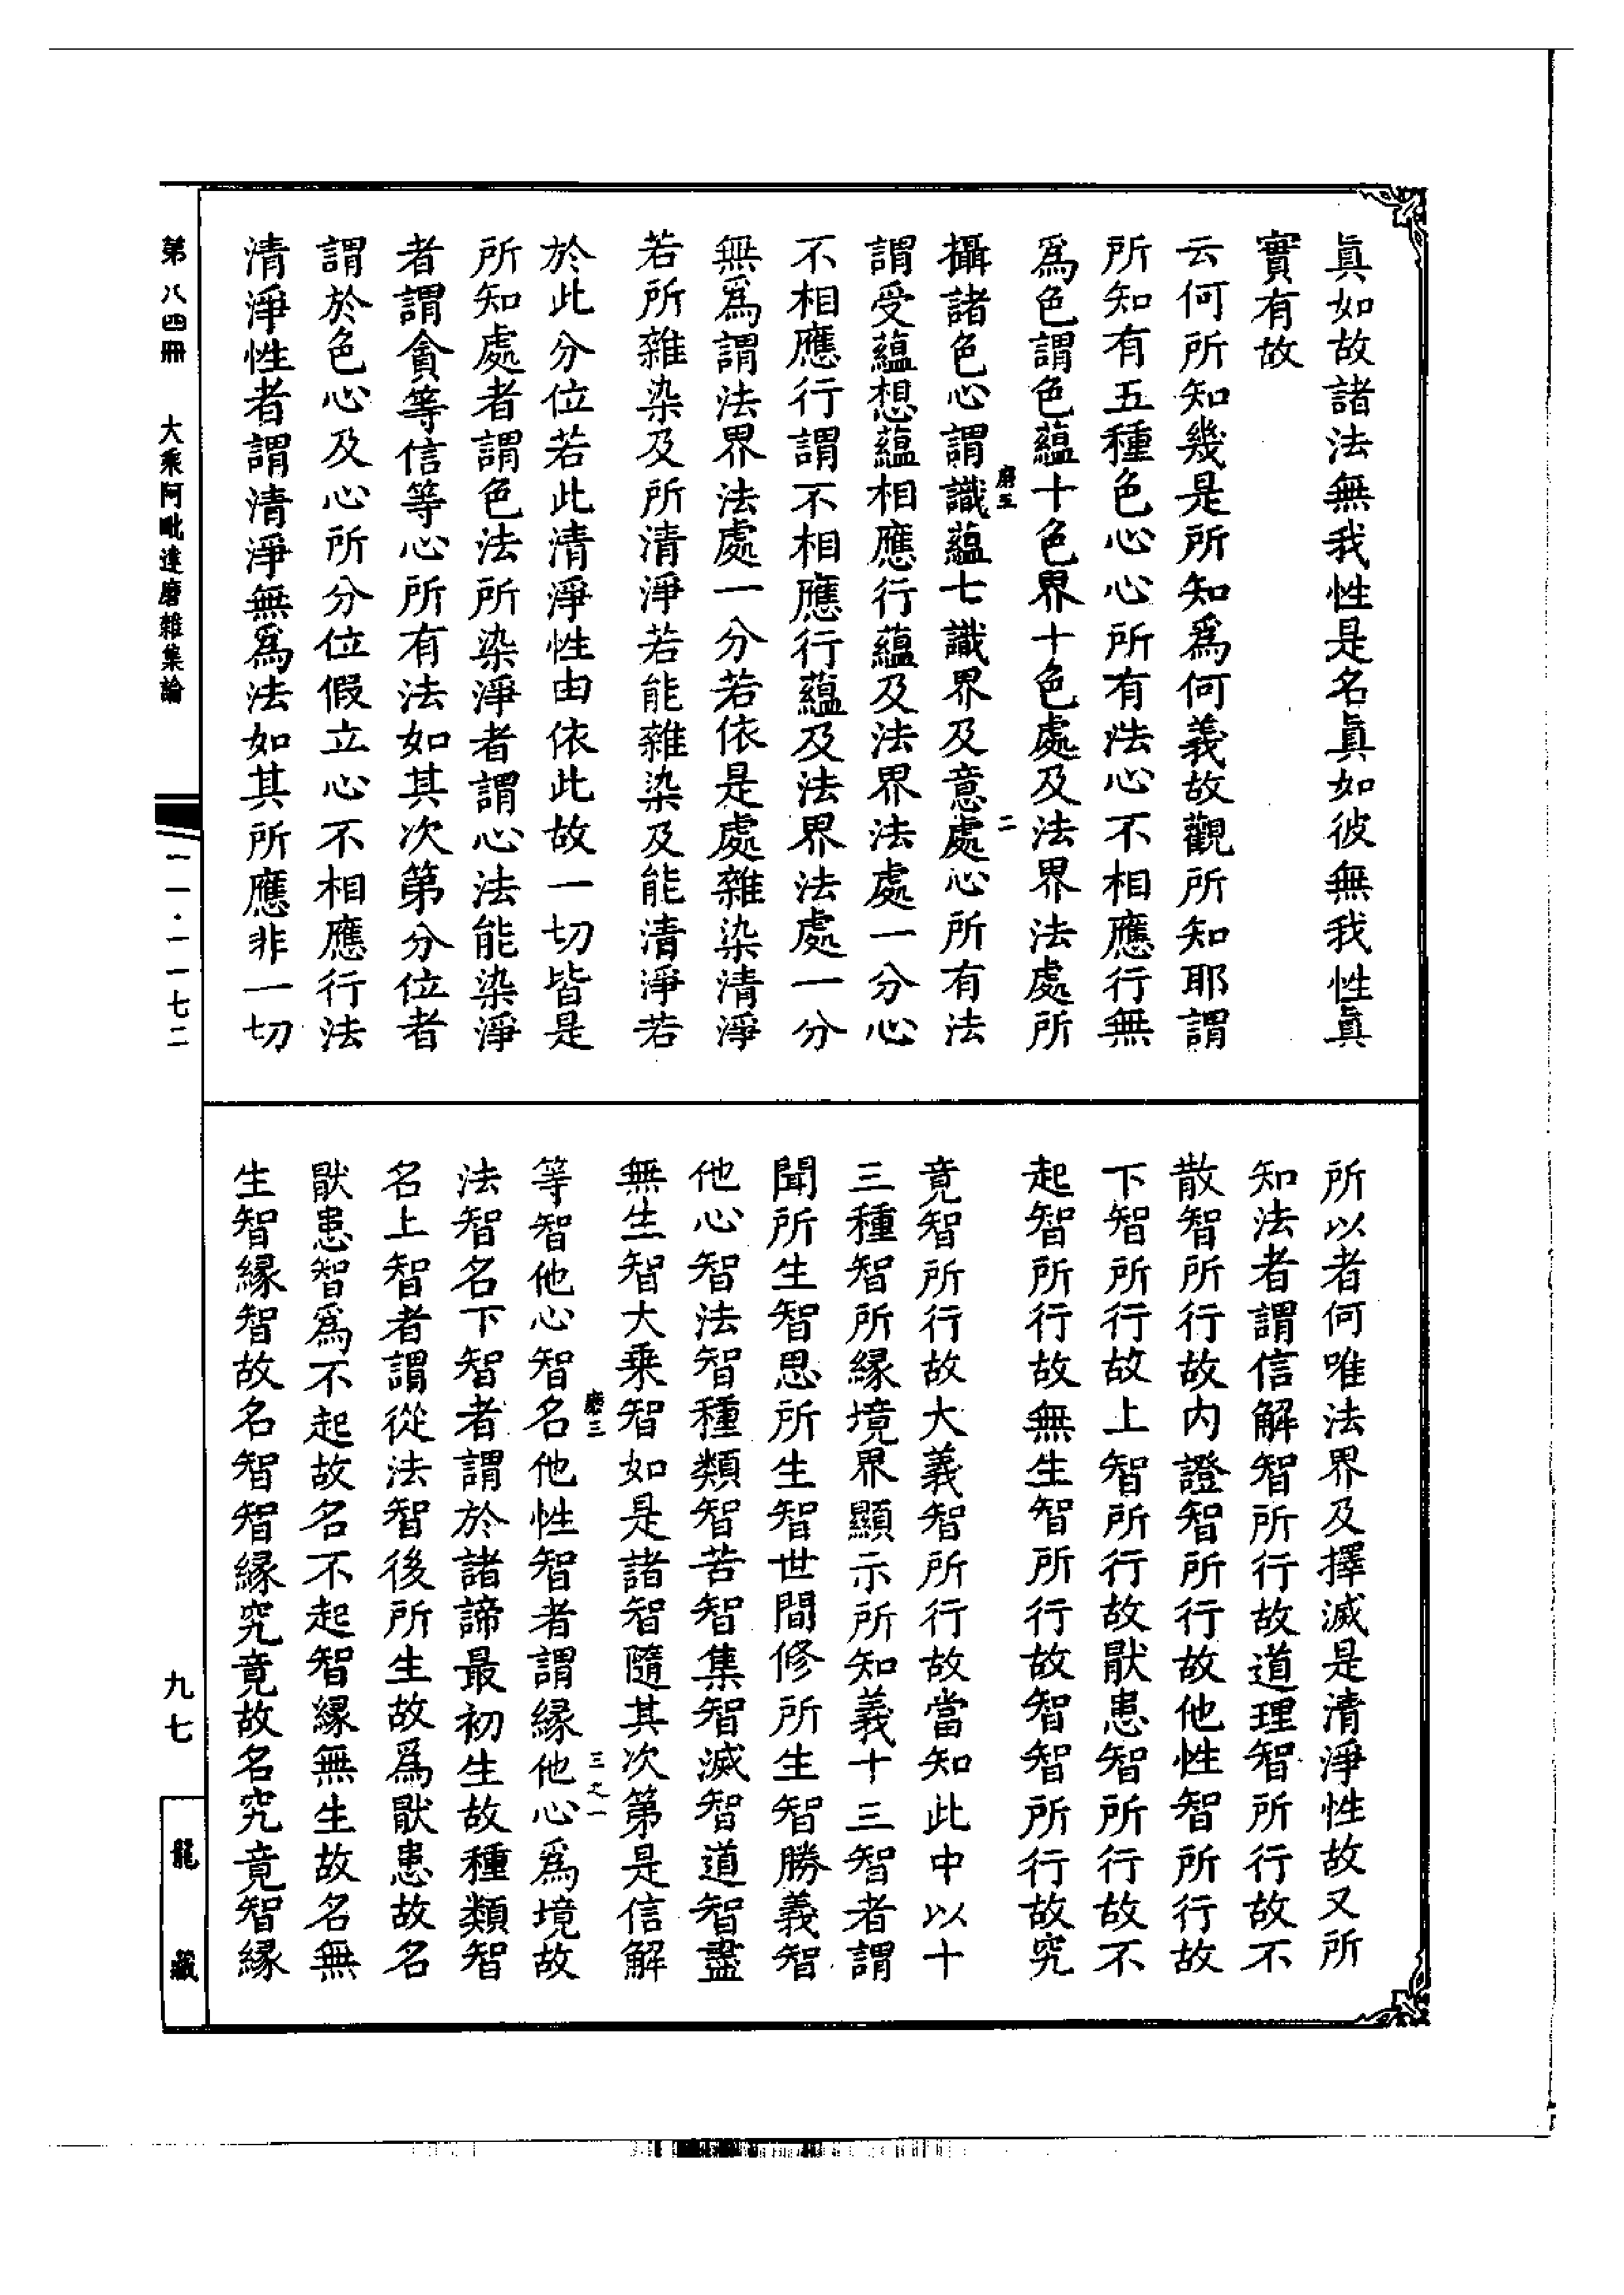 眞如故諸法無我性是名眞如彼無我性眞
實有故
云何所知幾是所知爲何義故觀所知耶謂
所知有五種色心心所有法心不相應行無
爲色謂色蘊十色界十色處及法界法處所
攝諸色心謂識蘊七識界及意處心所有法
謂受蘊想蘊相應行蘊及法界法處一分心
不相應行謂不相應行蘊及法界法處一分
無爲謂法界法處一分若依是處雜染清淨
若所雜染及所清淨若能雜染及能清淨若
於此分位若此清淨性由依此故一切皆是
所知處者謂色法所染淨者謂心法能染淨
者謂貪等信等心所有法如其次第分位者
謂於色心及心所分位假立心不相應行法
清淨性者謂清淨無爲法如其所應非一切
所以者何唯法界及擇滅是清淨性故又所
知法者謂信解智所行故道理智所行故不
散智所行故内證智所行故他性智所行故
下智所行故上智所行故厭患智所行故不
起智所行故無生智所行故智智所行故究
竟智所行故大義智所行故當知此中以十
三種智所縁境界顯示所知義十三智者謂
聞所生智思所生智世間修所生智勝義智
他心智法智種類智苦智集智滅智道智盡
無生智大乗智如是諸智隨其次第是信解
等智他心智名他性智者謂縁他心爲境故
法智名下智者謂於諸諦最初生故種類智
名上智者謂從法智後所生故爲厭患故名
厭患智爲不起故名不起智縁無生故名無
生智縁智故名智智縁究竟故名究竟智縁
第八四冊 大乘阿毗達磨雜集論
一一·一一七二
九七
龍藏
二
三之一